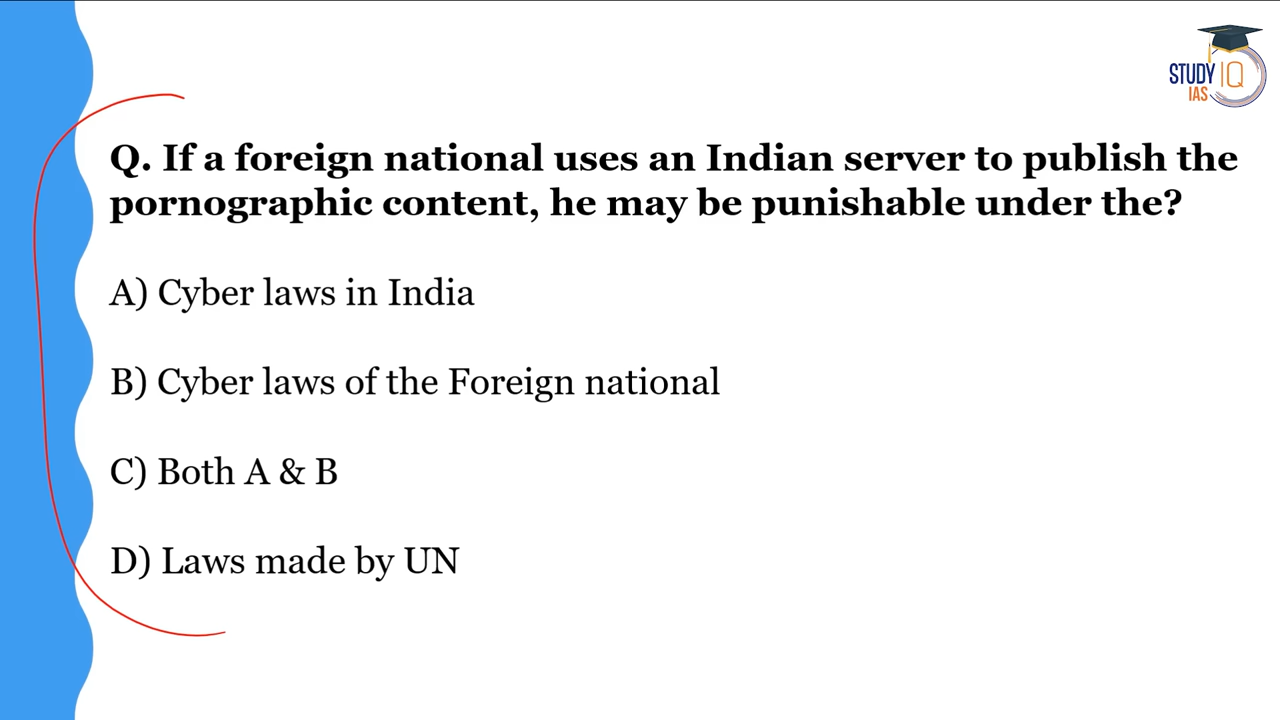 STUDY IQ
IAS
Q. If a foreign national uses an Indian server to publish the
pornographic content, he may be punishable under the?
A) Cyber laws in India
B) Cyber laws of the Foreign national
C) Both A & B
D) Laws made by UN